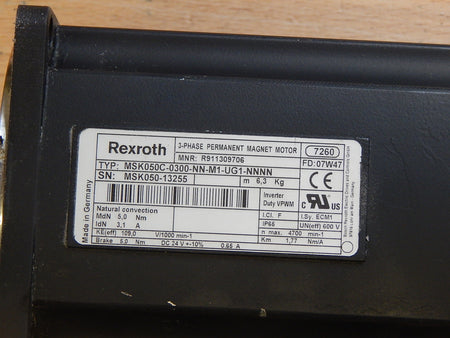 Rexroth
3-PHASE PERMANENT MAGNET MOTOR
7260
MNR: R911309706
FD: 07W47
TYP: MSK050C-0300-NN-M1-UG1-NNNN
SN: MSK050-13255
m 6,3 Kg
CE
Made in Germany
Inverter
Duty VPWM
c UR US
Natural convection
MdN 5,0 Nm
I.Cl. F
I.Sy. ECM1
IdN 3,1 A
IP65
UN(eff) 600 V
KE(eff) 109,0 V/1000 min-1
n max. 4700 min-1
Brake 5,0 Nm DC 24 V +-10% 0.65 A
Km 1,77 Nm/A